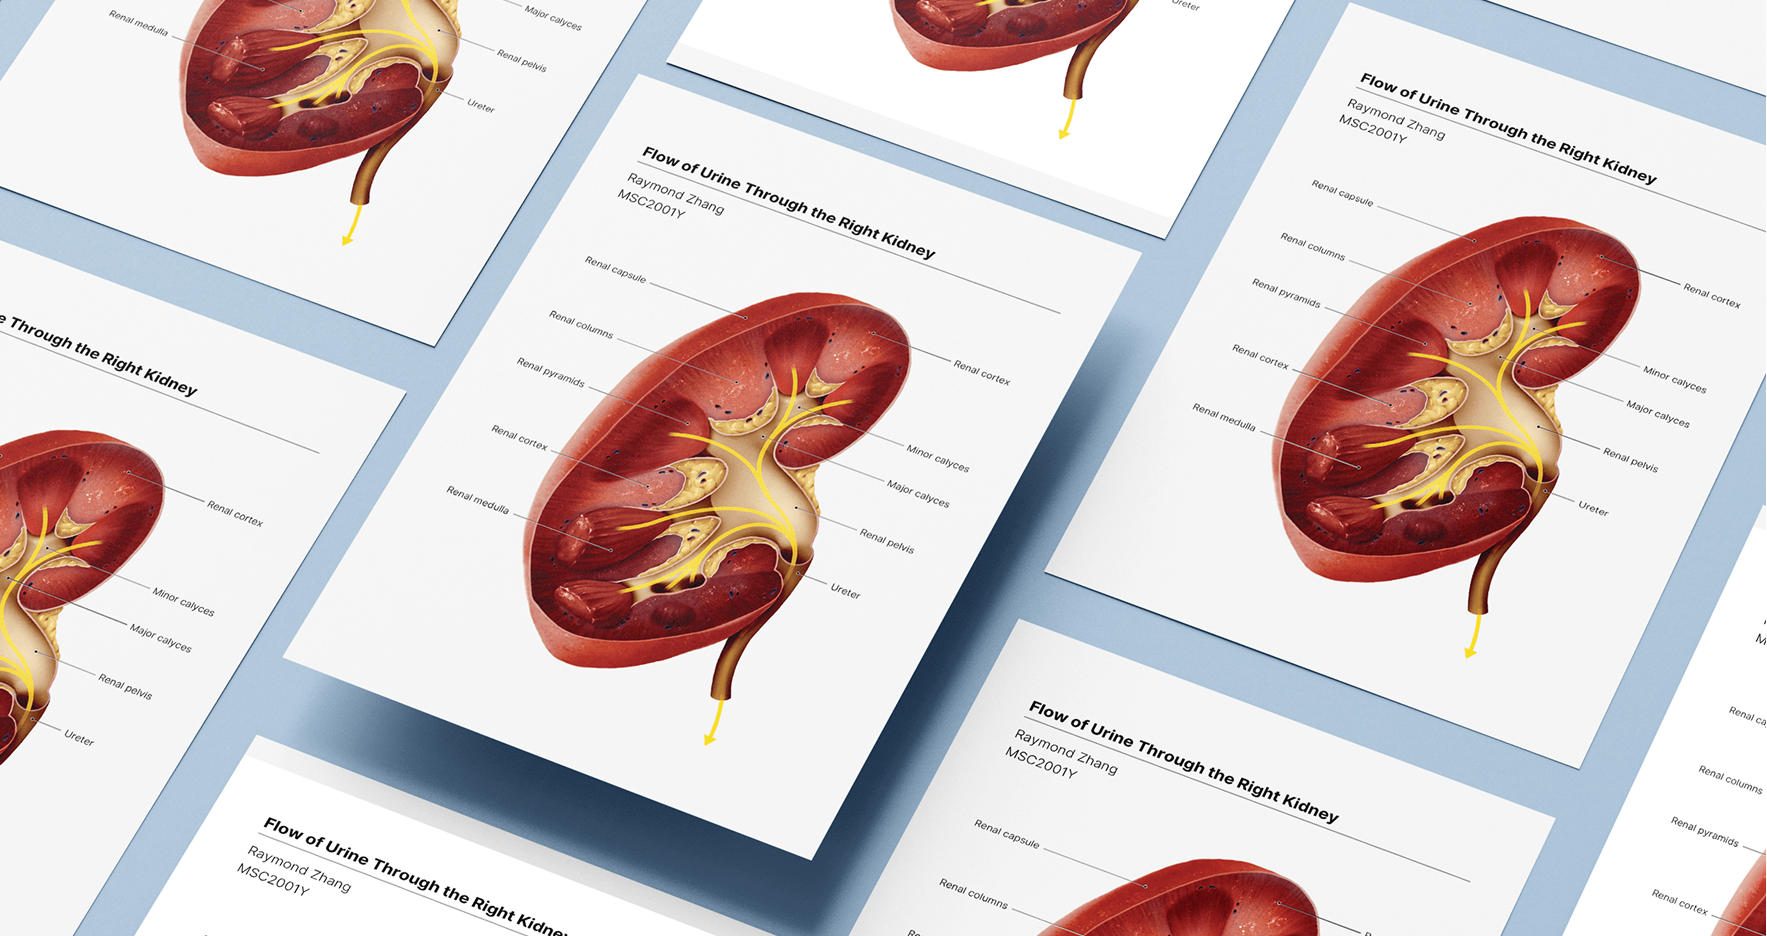 Renal medulla
Major calyces
Renal pelvis
Ureter
Ureter
Flow of Urine Through the Right Kidney
Raymond Zhang
MSC2001Y
Renal capsule
Renal columns
Renal pyramids
Renal cortex
Renal medulla
Renal cortex
Minor calyces
Major calyces
Renal pelvis
Ureter
Flow of Urine Through the Right Kidney
Raymond Zhang
MSC2001Y
Renal capsule
Renal columns
Renal pyramids
Renal cortex
Renal medulla
Renal cortex
Minor calyces
Major calyces
Renal pelvis
Ureter
e Through the Right Kidney
Renal cortex
Minor calyces
Major calyces
Renal pelvis
Ureter
Flow of Urine Through the Right Kidney
Raymond Zhang
MSC2001Y
Flow of Urine Through the Right Kidney
Raymond Zhang
MSC2001Y
Renal capsule
Renal columns
Renal ca
Renal columns
Renal pyramids
Renal cortex